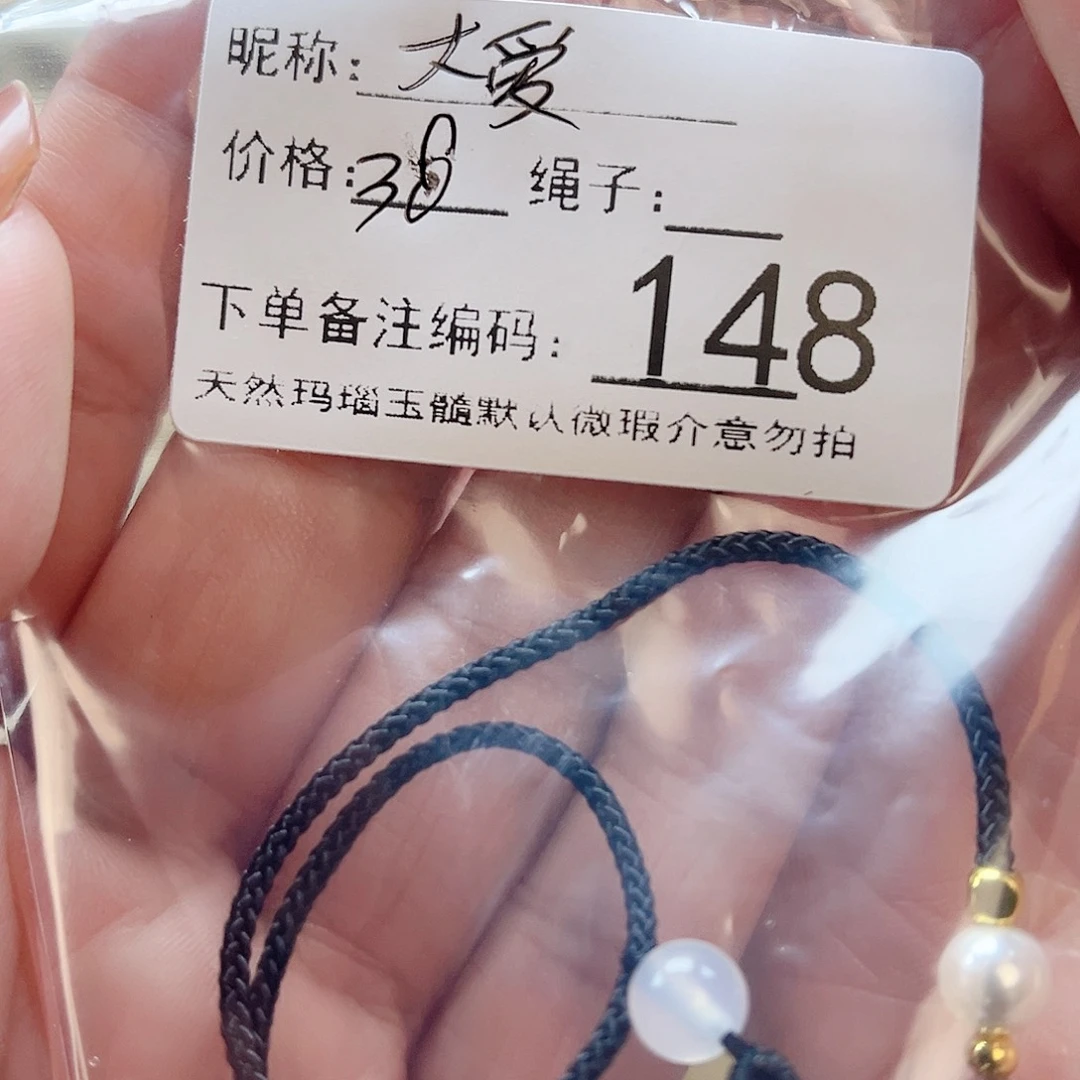 昵称：大爱
价格：38 绳子：
下单备注编码：148
天然玛瑙玉髓默认微瑕介意勿拍